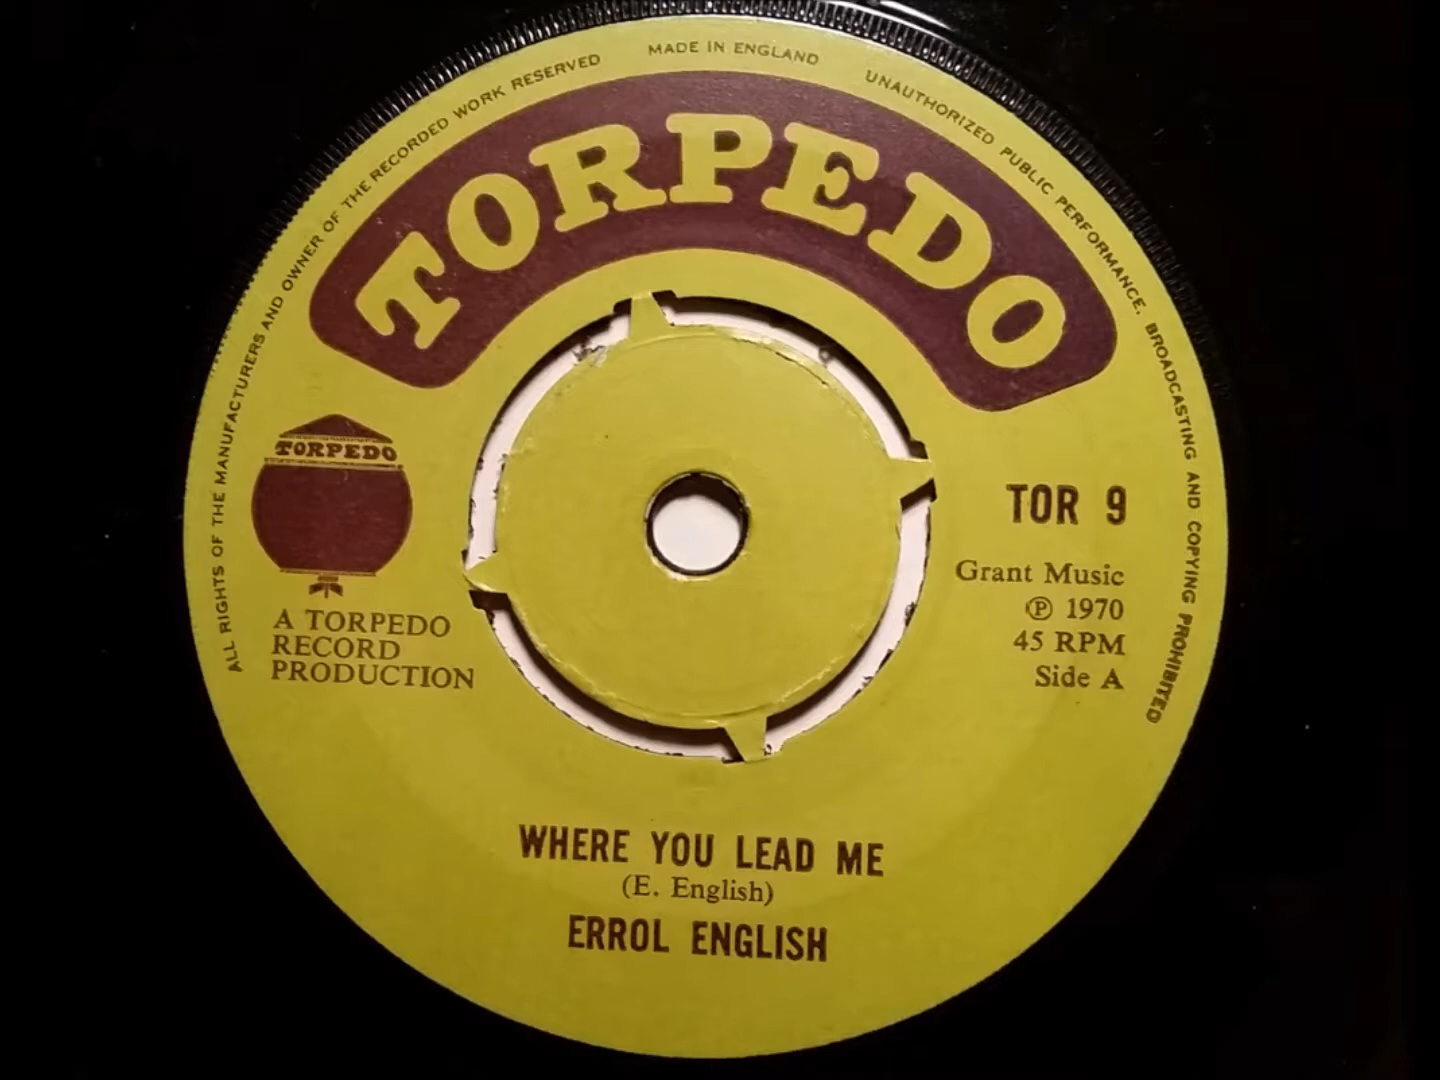 ALL RIGHTS OF THE MANUFACTURERS AND OWNER OF THE RECORDED WORK RESERVED
MADE IN ENGLAND
UNAUTHORIZED PUBLIC PERFORMANCE. BROADCASTING AND COPYING PROHIBITED
TORPEDO
TORPEDO
A TORPEDO
RECORD
PRODUCTION
TOR 9
Grant Music
℗ 1970
45 RPM
Side A
WHERE YOU LEAD ME
(E. English)
ERROL ENGLISH